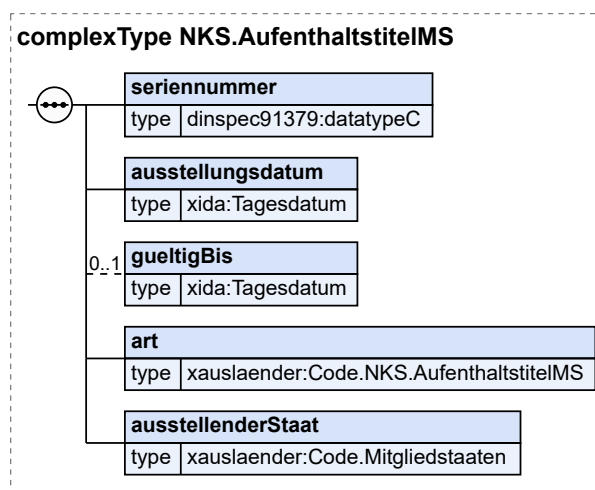 complexType NKS.AufenthaltstitelMS
seriennummer
type dinspec91379:datatypeC
ausstellungsdatum
type xida:Tagesdatum
0..1 gueltigBis
type xida:Tagesdatum
art
type xauslaender:Code.NKS.AufenthaltstitelMS
ausstellenderStaat
type xauslaender:Code.Mitgliedstaaten